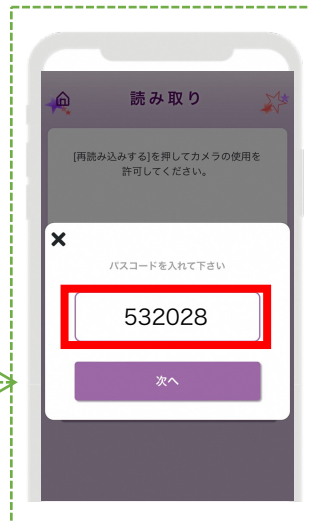 読み取り
[再読み込みする]を押してカメラの使用を
許可してください。
パスコードを入れて下さい
532028
次へ